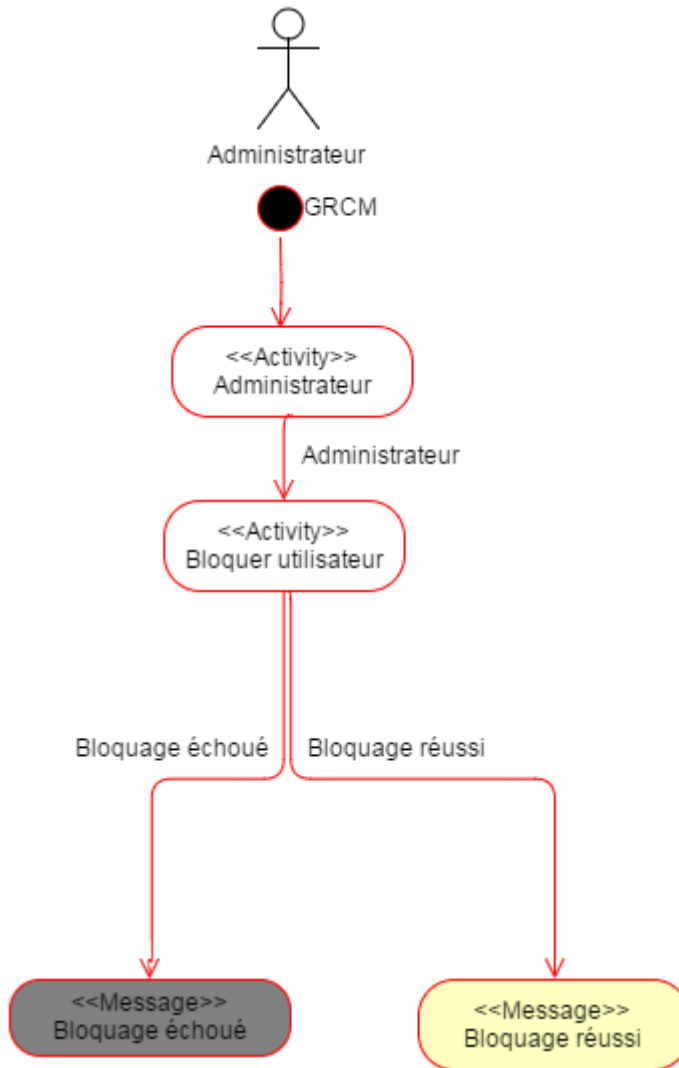 Administrateur
GRCM
<<Activity>>
Administrateur
Administrateur
<<Activity>>
Bloquer utilisateur
Bloquage échoué
Bloquage réussi
<<Message>>
Bloquage échoué
<<Message>>
Bloquage réussi